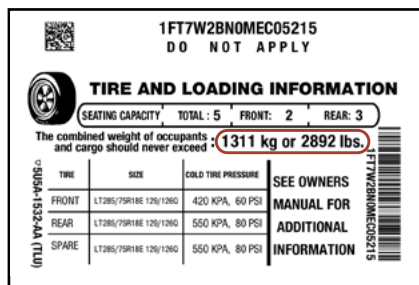 1FT7W2BN0MEC05215
DO NOT APPLY
TIRE AND LOADING INFORMATION
SEATING CAPACITY TOTAL : 5 FRONT: 2 REAR: 3
The combined weight of occupants
and cargo should never exceed : 1311 kg or 2892 lbs.
TIRE SIZE COLD TIRE PRESSURE
FRONT LT285/75R18E 129/126Q 420 KPA, 60 PSI
REAR LT285/75R18E 129/126Q 550 KPA, 80 PSI
SPARE LT285/75R18E 129/126Q 550 KPA, 80 PSI
SEE OWNERS
MANUAL FOR
ADDITIONAL
INFORMATION
5U5A-1532-AA (TLU)
1FT7W2BN0MEC05215